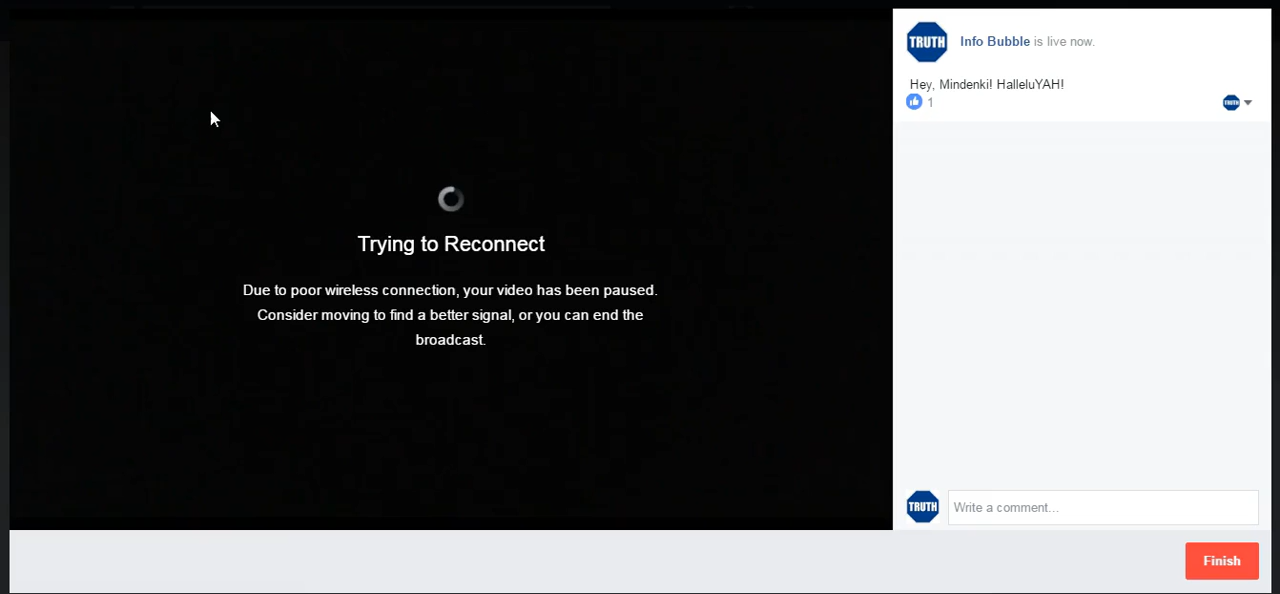 TRUTH
Info Bubble is live now.
Hey, Mindenki! HalleluYAH!
1
TRUTH
Trying to Reconnect
Due to poor wireless connection, your video has been paused.
Consider moving to find a better signal, or you can end the
broadcast.
TRUTH
Write a comment...
Finish